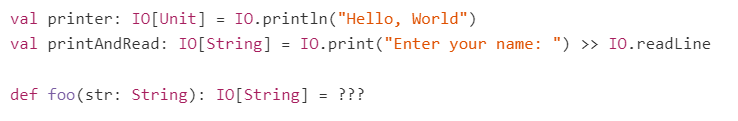 val printer: IO[Unit] = IO.println("Hello, World")
val printAndRead: IO[String] = IO.print("Enter your name: ") >> IO.readLine
def foo(str: String): IO[String] = ???